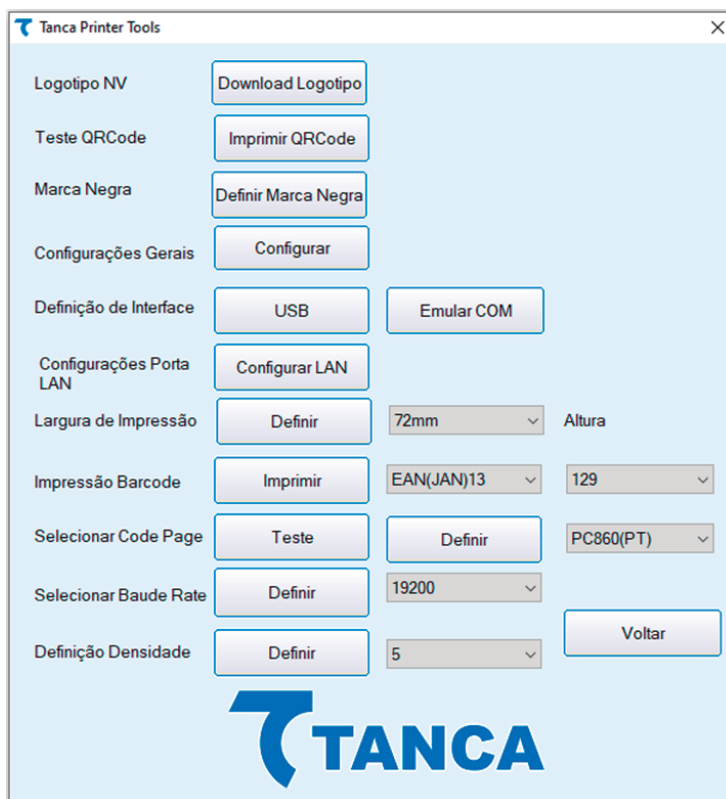 Tanca Printer Tools
Logotipo NV Download Logotipo
Teste QRCode Imprimir QRCode
Marca Negra Definir Marca Negra
Configurações Gerais Configurar
Definição de Interface USB Emular COM
Configurações Porta
LAN Configurar LAN
Largura de Impressão Definir 72mm Altura
Impressão Barcode Imprimir EAN(JAN)13 129
Selecionar Code Page Teste Definir PC860(PT)
Selecionar Baude Rate Definir 19200
Voltar
Definição Densidade Definir 5
TANCA